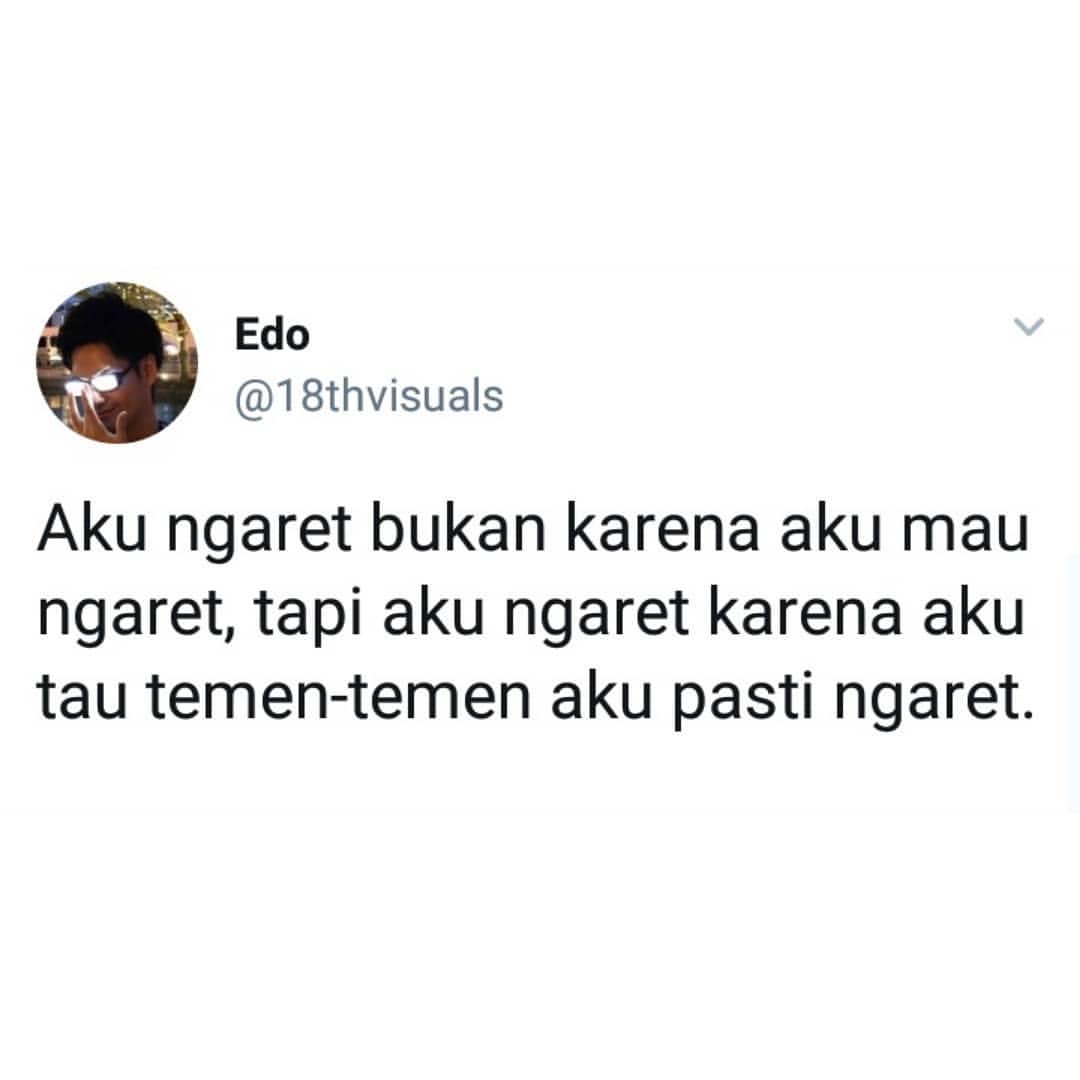 Edo
@18thvisuals
Aku ngaret bukan karena aku mau
ngaret, tapi aku ngaret karena aku
tau temen-temen aku pasti ngaret.